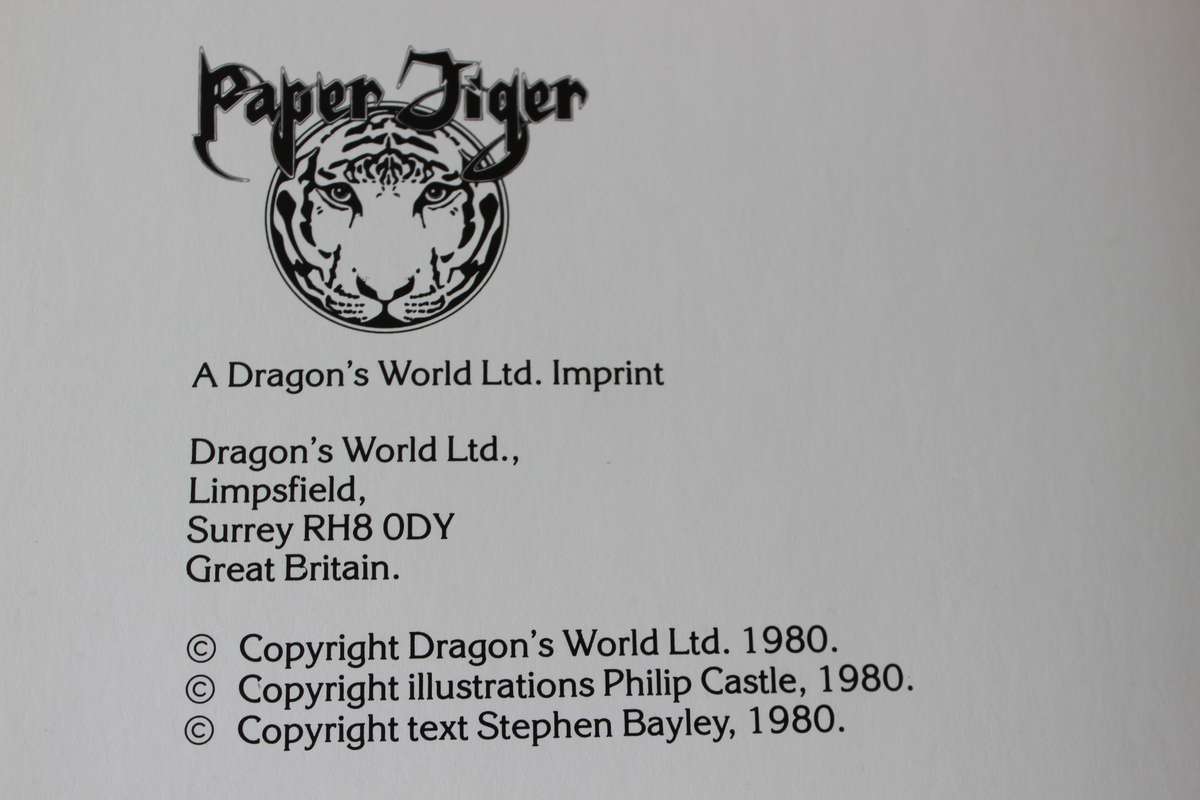 Paper Tiger
A Dragon's World Ltd. Imprint
Dragon's World Ltd.,
Limpsfield,
Surrey RH8 0DY
Great Britain.
© Copyright Dragon's World Ltd. 1980.
© Copyright illustrations Philip Castle, 1980.
© Copyright text Stephen Bayley, 1980.